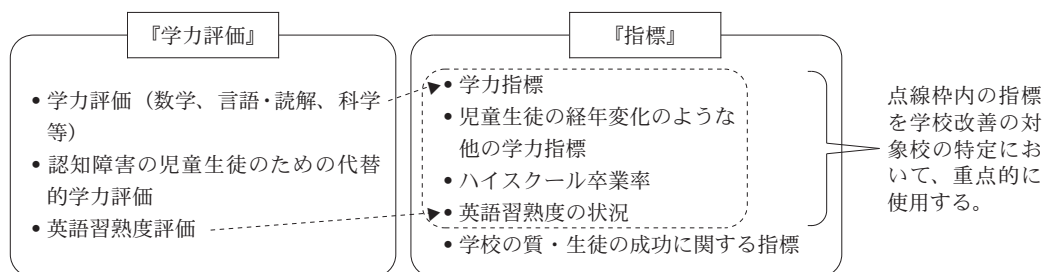 『学力評価』
• 学力評価（数学、言語・読解、科学
等）
• 認知障害の児童生徒のための代替
的学力評価
• 英語習熟度評価
『指標』
• 学力指標
• 児童生徒の経年変化のような
他の学力指標
• ハイスクール卒業率
• 英語習熟度の状況
• 学校の質・生徒の成功に関する指標
点線枠内の指標
を学校改善の対
象校の特定にお
いて、重点的に
使用する。